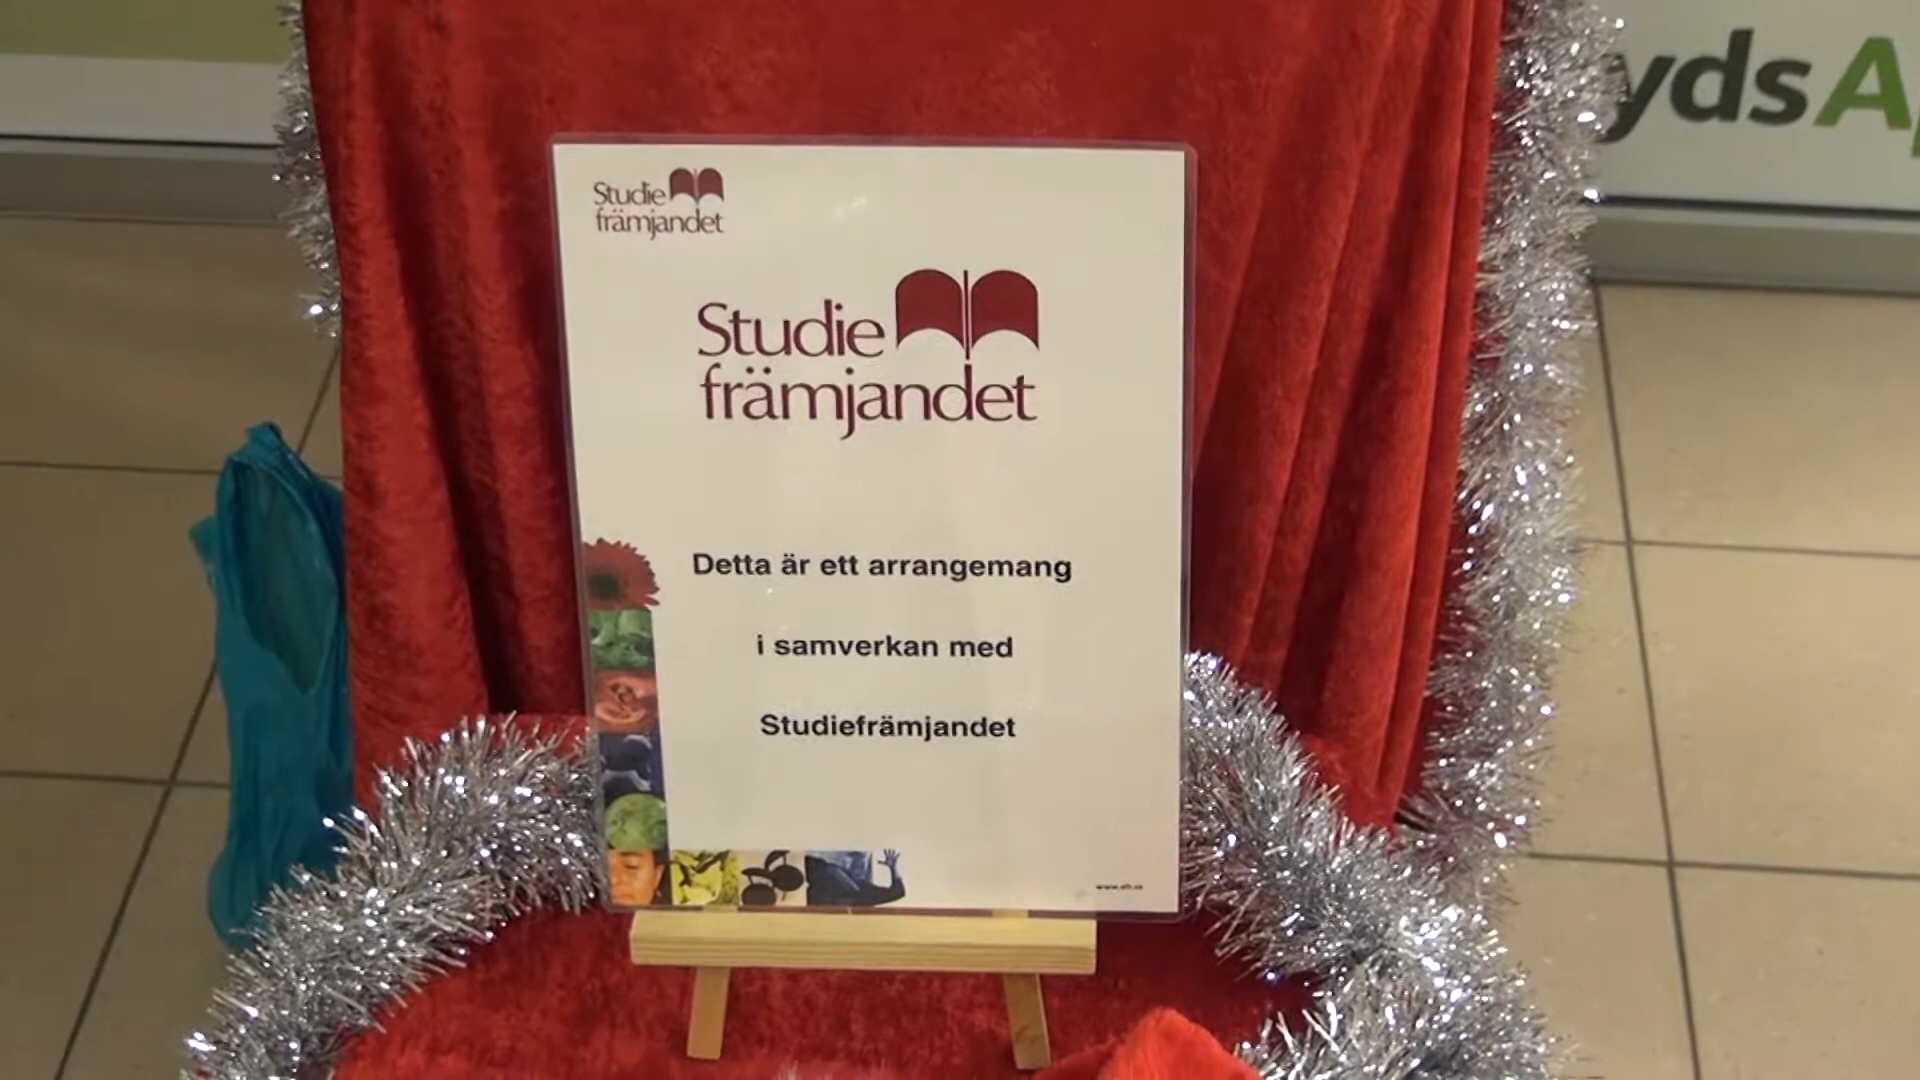 ydsA
Studie
främjandet
Studie
främjandet
Detta är ett arrangemang
i samverkan med
Studiefrämjandet